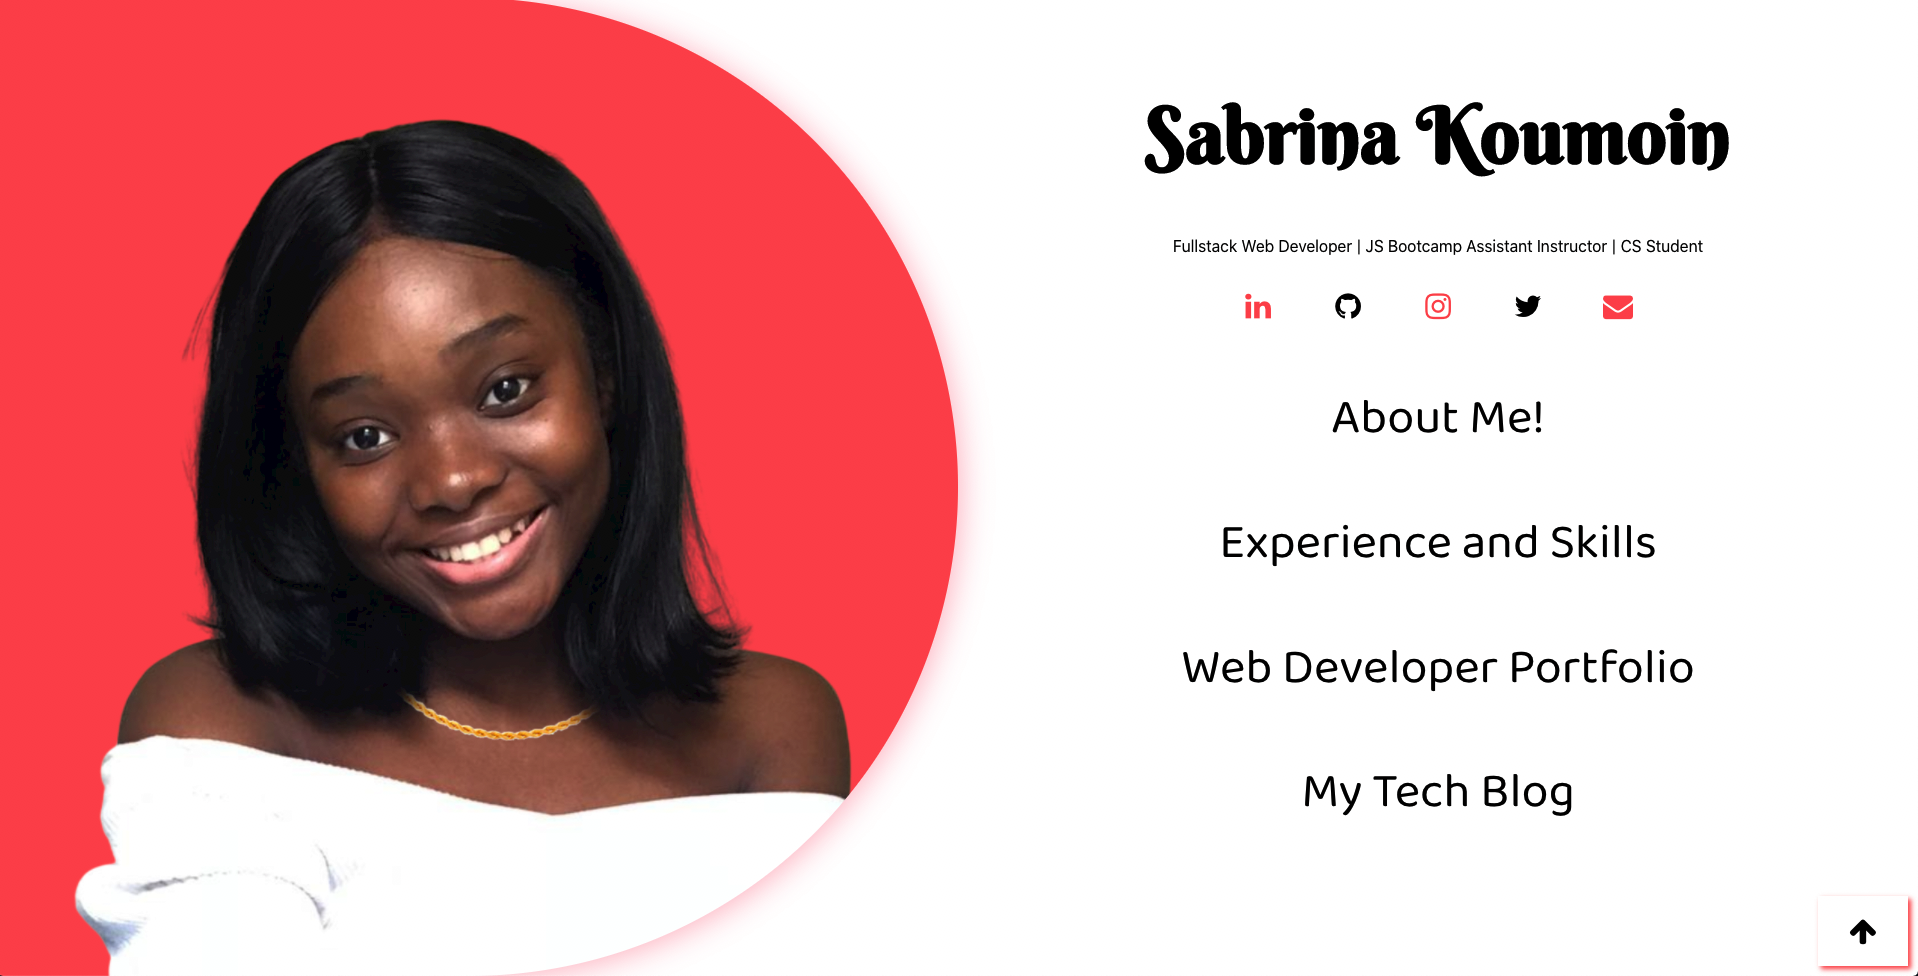 Sabrina Koumoin
Fullstack Web Developer | JS Bootcamp Assistant Instructor | CS Student
in
About Me!
Experience and Skills
Web Developer Portfolio
My Tech Blog